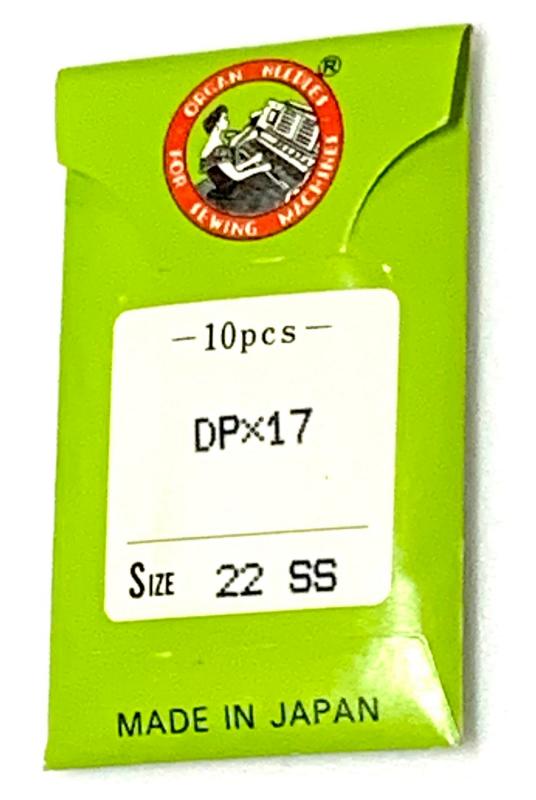 ORGAN NEEDLES
®
FOR SEWING MACHINES
—10pcs—
DP×17
SIZE 22 SS
MADE IN JAPAN